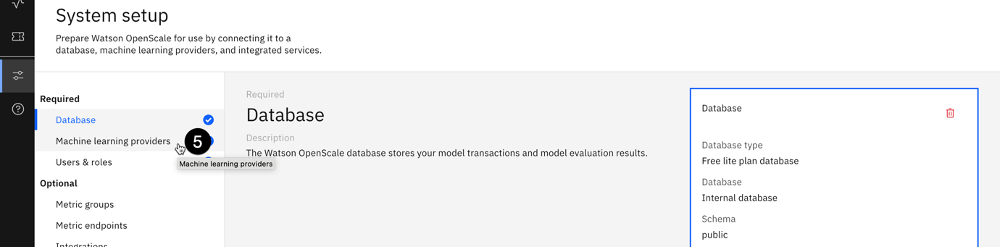 System setup
Prepare Watson OpenScale for use by connecting it to a
database, machine learning providers, and integrated services.
Required
Database
Machine learning providers
5
Machine learning providers
Users & roles
Optional
Metric groups
Metric endpoints
Integrations
Required
Database
Description
The Watson OpenScale database stores your model transactions and model evaluation results.
Database
Database type
Free lite plan database
Database
Internal database
Schema
public